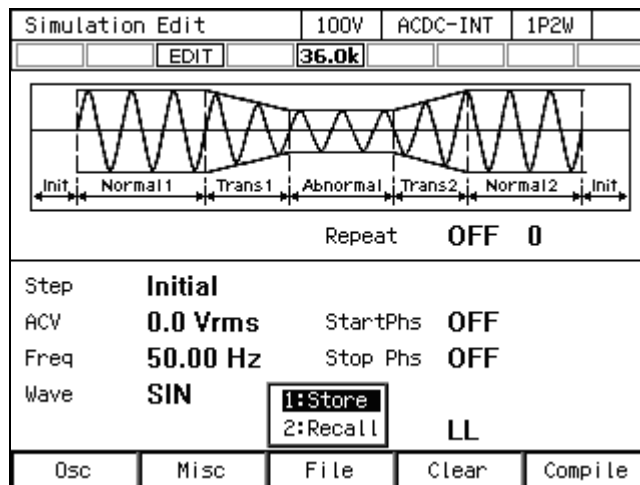 Simulation Edit 100V ACDC-INT 1P2W
EDIT 36.0k
Init Normal1 Trans1 Abnormal Trans2 Normal2 Init
Repeat OFF 0
Step Initial
ACV 0.0 Vrms StartPhs OFF
Freq 50.00 Hz Stop Phs OFF
Wave SIN
1:Store
2:Recall LL
Osc Misc File Clear Compile